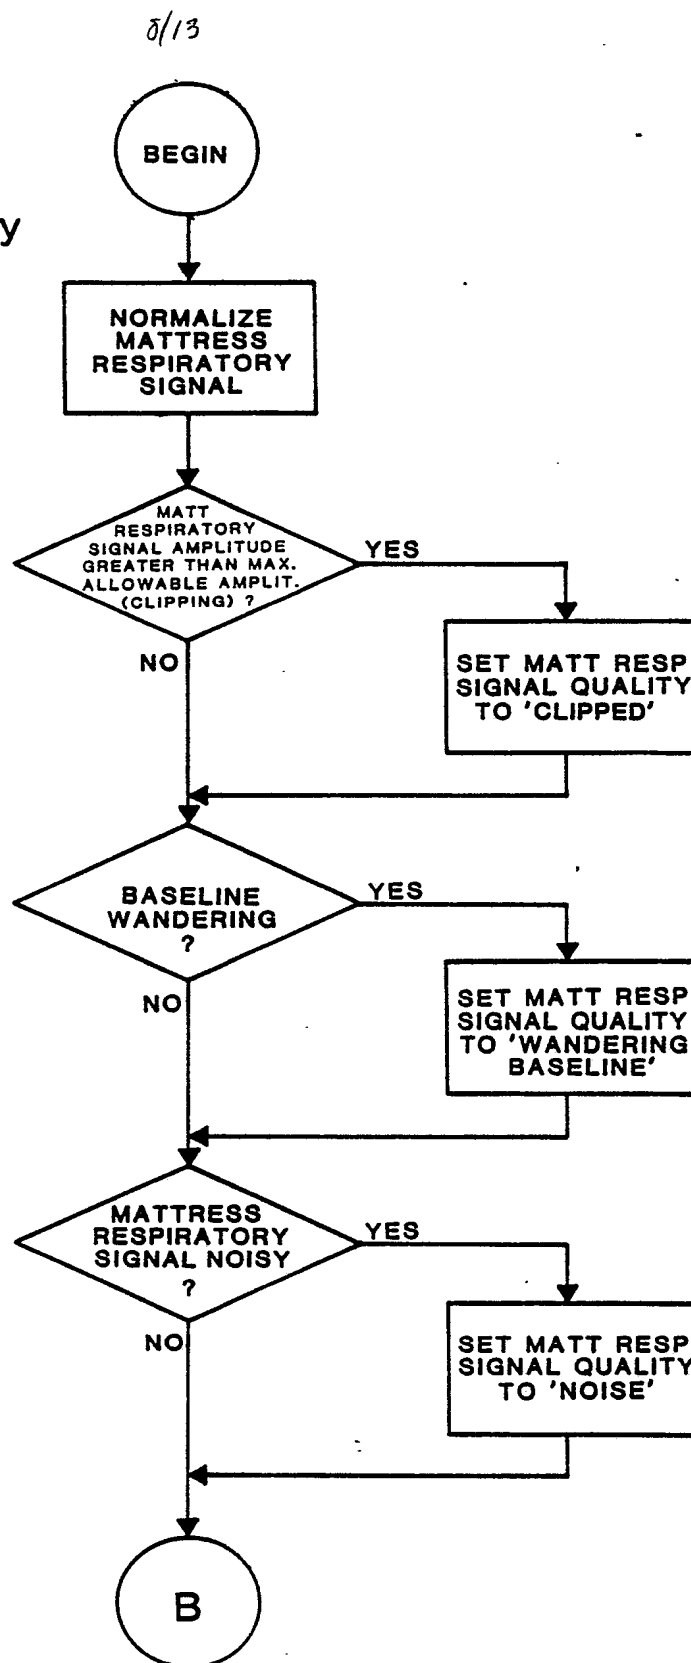 8/13
BEGIN
y
NORMALIZE
MATTRESS
RESPIRATORY
SIGNAL
MATT
RESPIRATORY
SIGNAL AMPLITUDE
GREATER THAN MAX.
ALLOWABLE AMPLIT.
(CLIPPING) ?
YES
NO
SET MATT RESP
SIGNAL QUALITY
TO 'CLIPPED'
BASELINE
WANDERING
?
YES
NO
SET MATT RESP
SIGNAL QUALITY
TO 'WANDERING
BASELINE'
MATTRESS
RESPIRATORY
SIGNAL NOISY
?
YES
NO
SET MATT RESP
SIGNAL QUALITY
TO 'NOISE'
B